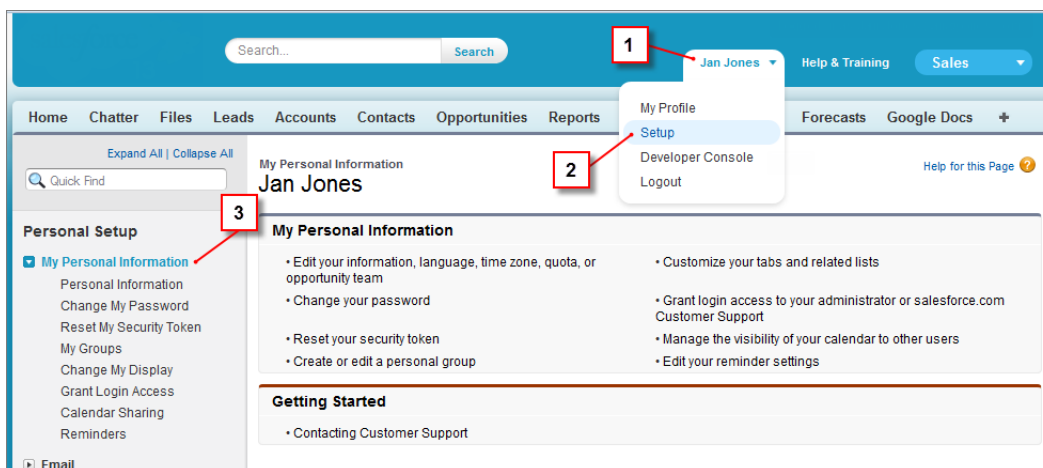 Search...
Search
1
Jan Jones
Help & Training
Sales
My Profile
Setup
Developer Console
Logout
2
Home Chatter Files Leads Accounts Contacts Opportunities Reports Forecasts Google Docs +
Expand All | Collapse All
Quick Find
My Personal Information
Jan Jones
Help for this Page ?
3
Personal Setup
My Personal Information
Personal Information
Change My Password
Reset My Security Token
My Groups
Change My Display
Grant Login Access
Calendar Sharing
Reminders
Email
My Personal Information
• Edit your information, language, time zone, quota, or
opportunity team
• Change your password
• Reset your security token
• Create or edit a personal group
• Customize your tabs and related lists
• Grant login access to your administrator or salesforce.com
Customer Support
• Manage the visibility of your calendar to other users
• Edit your reminder settings
Getting Started
• Contacting Customer Support